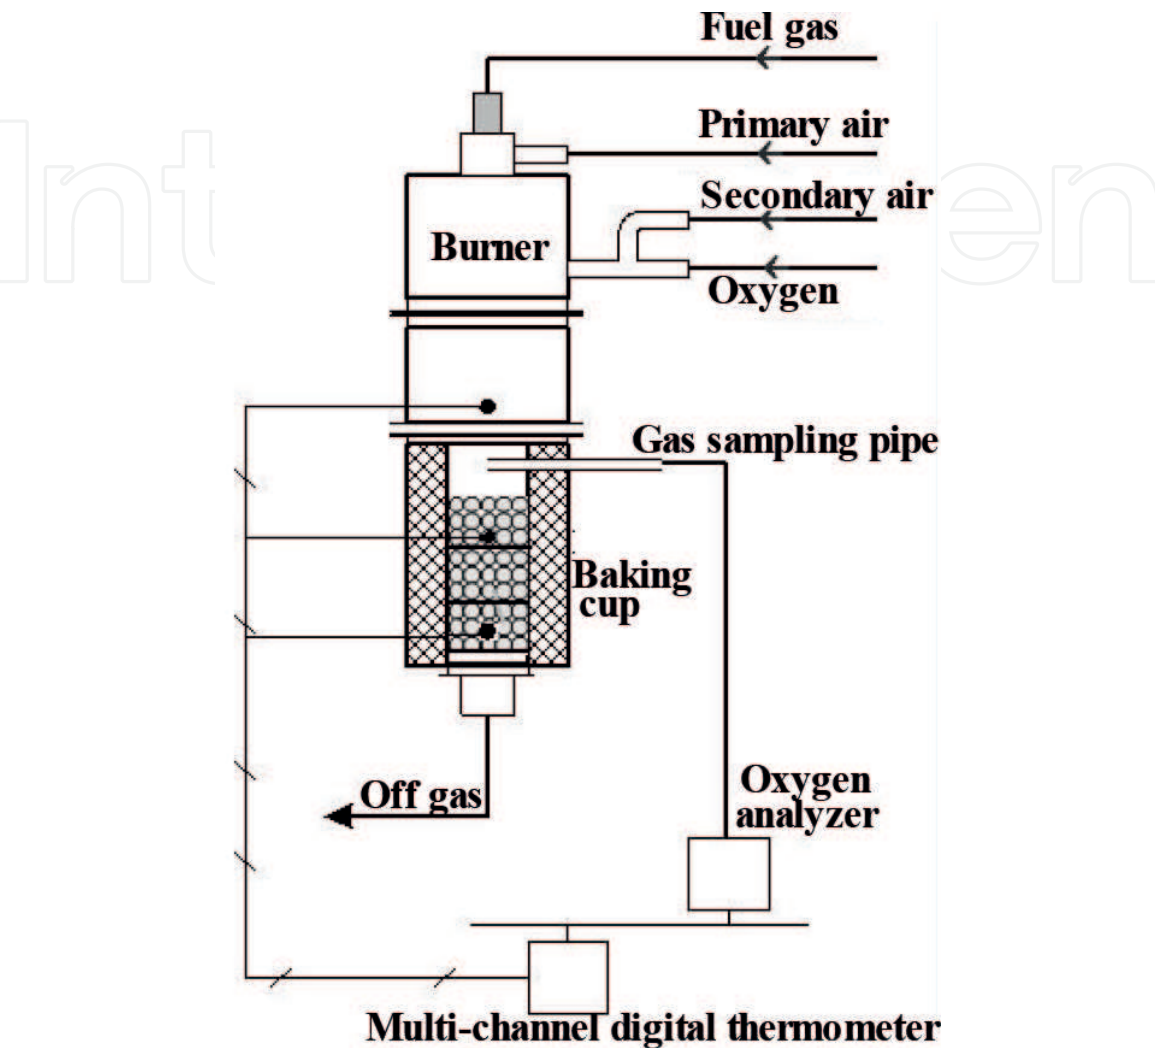 Fuel gas
Primary air
Secondary air
Burner
Oxygen
Gas sampling pipe
Baking
cup
Off gas
Oxygen
analyzer
Multi-channel digital thermometer